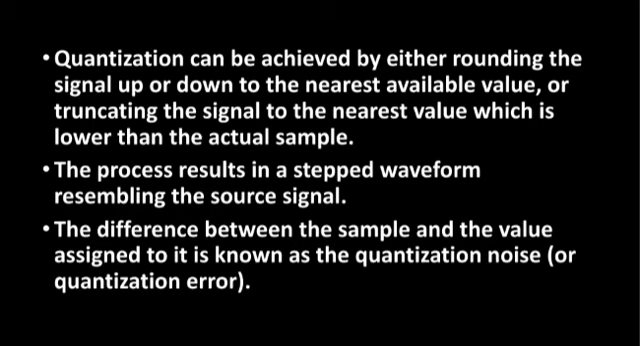 • Quantization can be achieved by either rounding the
signal up or down to the nearest available value, or
truncating the signal to the nearest value which is
lower than the actual sample.
• The process results in a stepped waveform
resembling the source signal.
• The difference between the sample and the value
assigned to it is known as the quantization noise (or
quantization error).